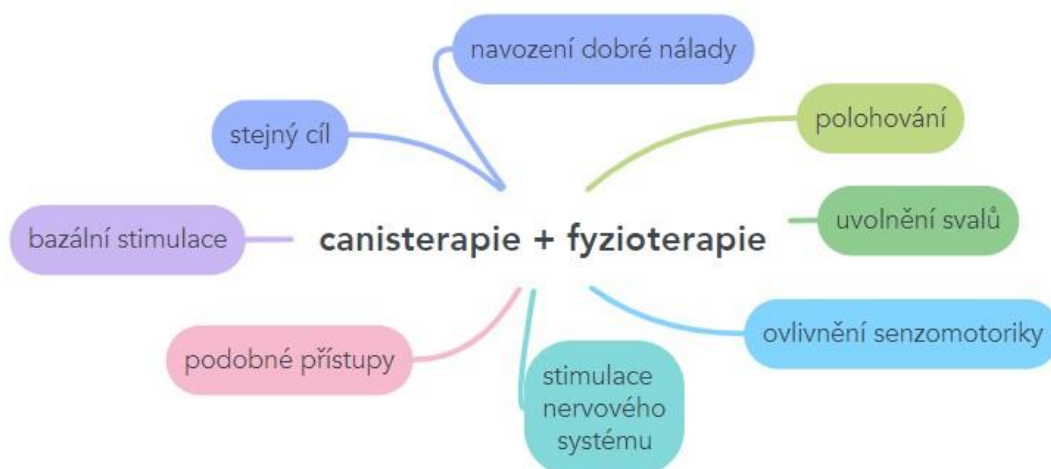 navození dobré nálady
stejný cíl
polohování
bazální stimulace
canisterapie + fyzioterapie
uvolnění svalů
podobné přístupy
ovlivnění senzomotoriky
stimulace
nervového
systému